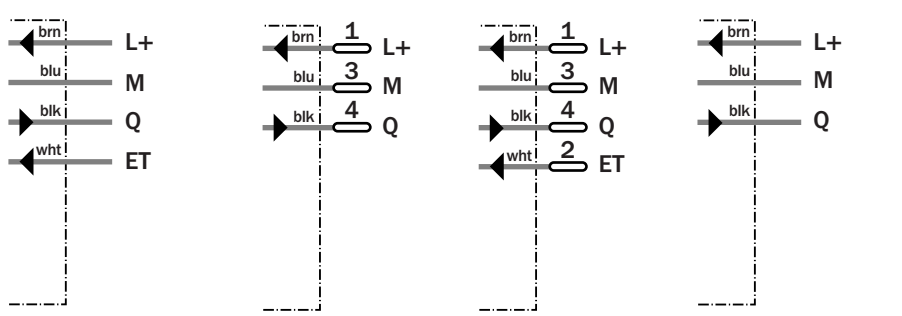 brn L+
blu M
blk Q
wht ET
brn 1 L+
blu 3 M
blk 4 Q
brn 1 L+
blu 3 M
blk 4 Q
wht 2 ET
brn L+
blu M
blk Q